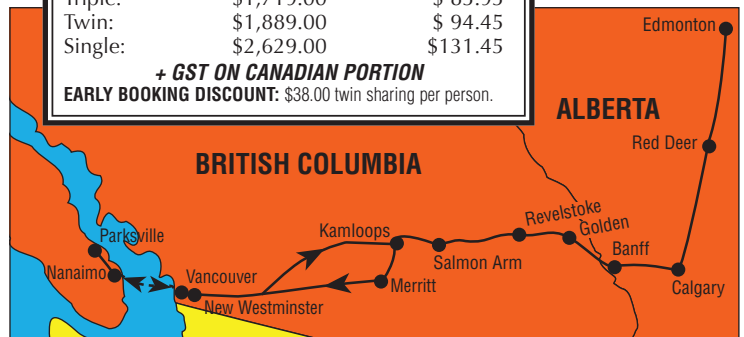 Twin: $1,889.00 $ 94.45
Single: $2,629.00 $131.45
+ GST ON CANADIAN PORTION
EARLY BOOKING DISCOUNT: $38.00 twin sharing per person.
Edmonton
ALBERTA
Red Deer
BRITISH COLUMBIA
Revelstoke
Golden
Kamloops
Parksville
Banff
Salmon Arm
Nanaimo
Vancouver
Merritt
Calgary
New Westminster